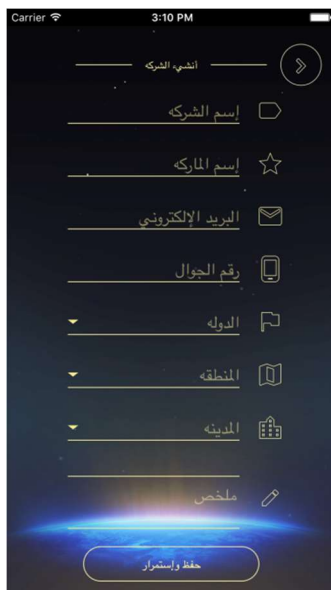 Carrier 3:10 PM
أنشيء الشركه
إسم الشركه
إسم الماركه
البريد الإلكتروني
رقم الجوال
الدوله
المنطقه
المدينه
ملخص
حفظ وإستمرار